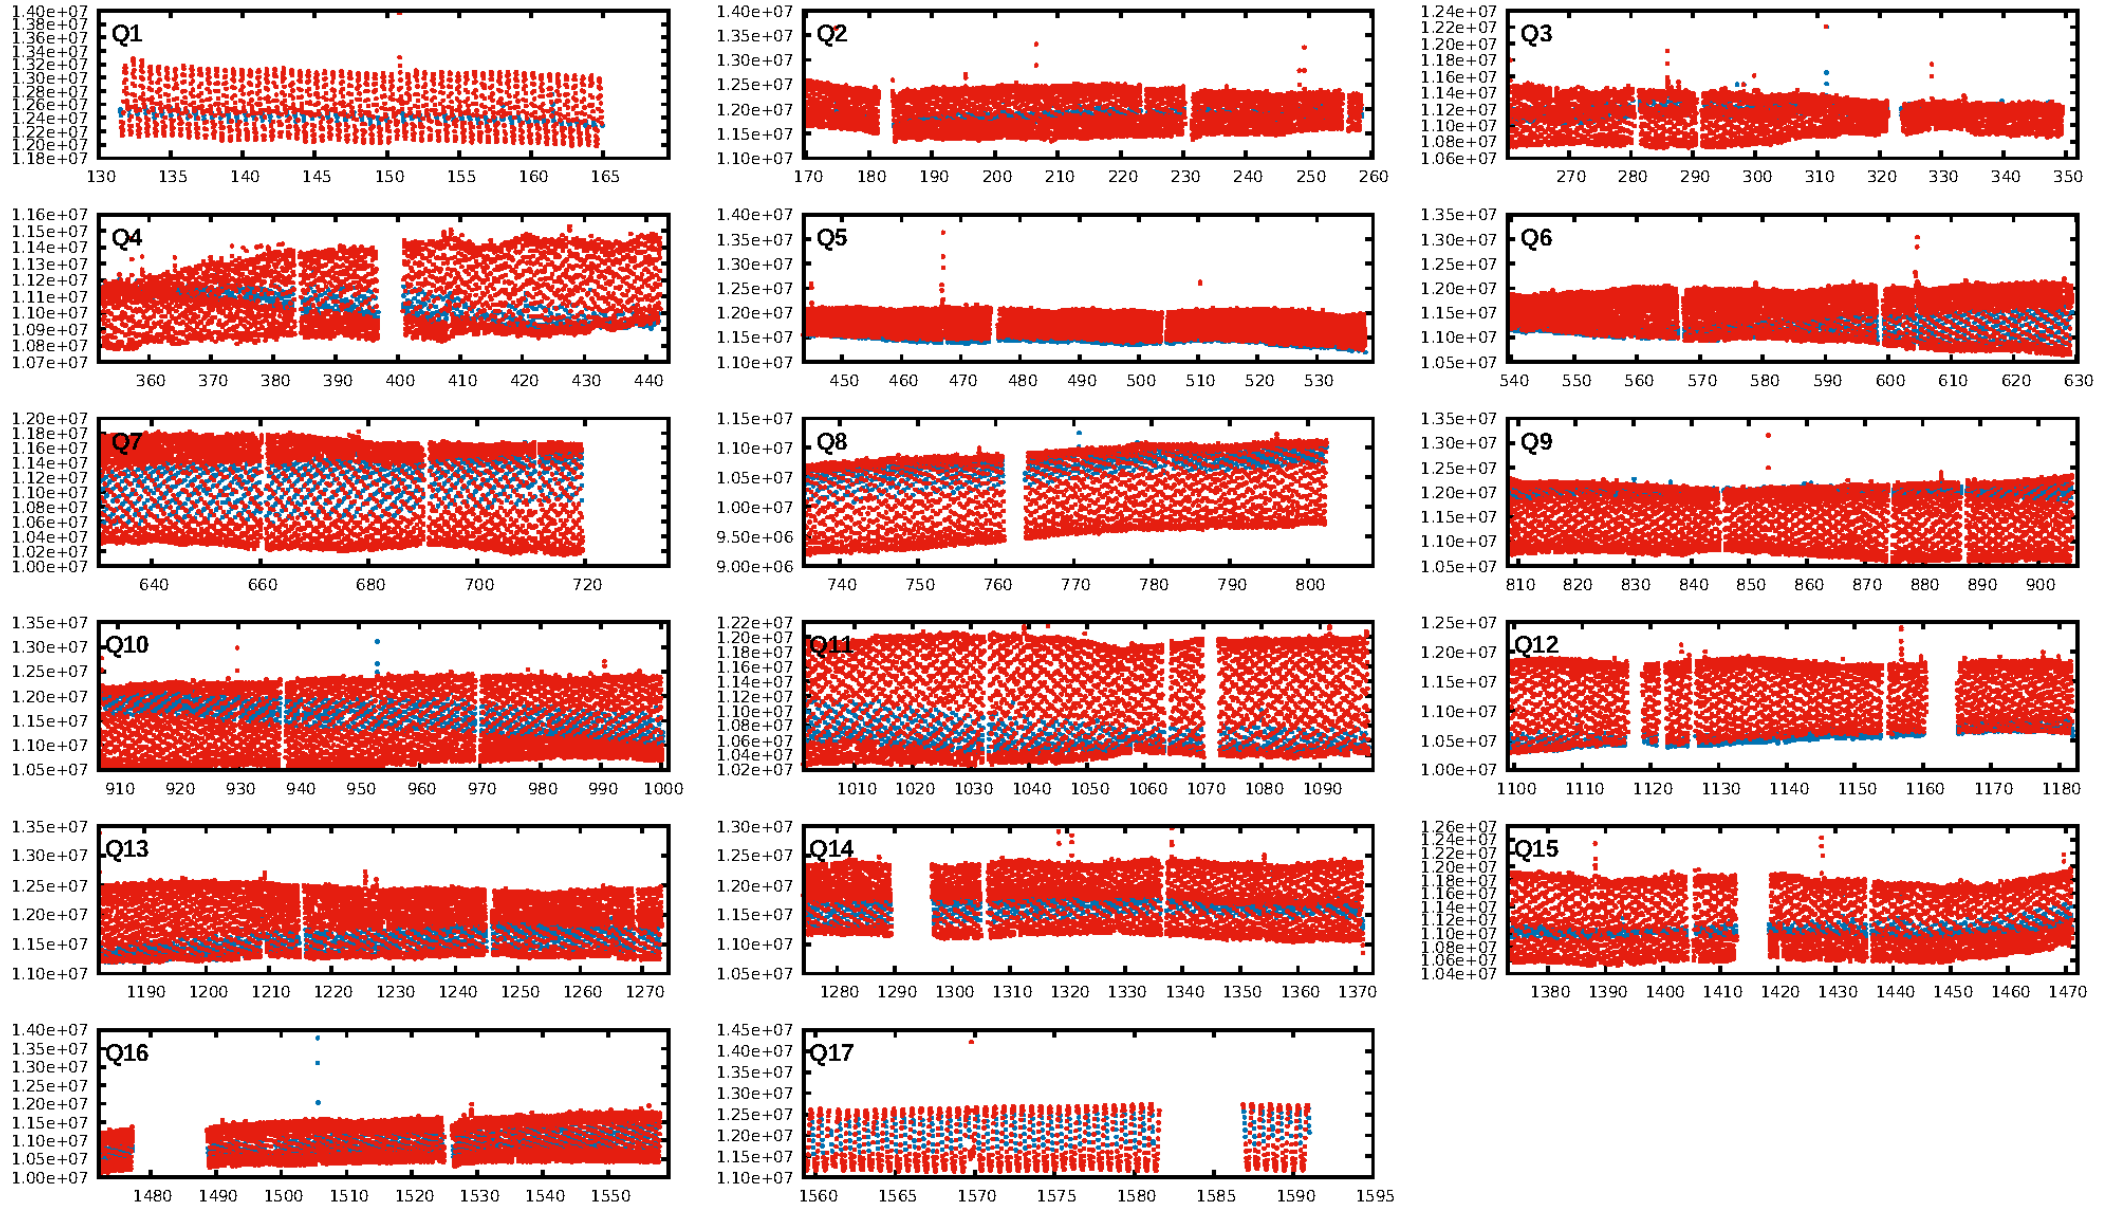 Q1
1.40e+07
1.38e+07
1.36e+07
1.34e+07
1.32e+07
1.30e+07
1.28e+07
1.26e+07
1.24e+07
1.22e+07
1.20e+07
1.18e+07
130 135 140 145 150 155 160 165
Q2
1.40e+07
1.35e+07
1.30e+07
1.25e+07
1.20e+07
1.15e+07
1.10e+07
170 180 190 200 210 220 230 240 250 260
Q3
1.24e+07
1.22e+07
1.20e+07
1.18e+07
1.16e+07
1.14e+07
1.12e+07
1.10e+07
1.08e+07
1.06e+07
270 280 290 300 310 320 330 340 350
Q4
1.16e+07
1.15e+07
1.14e+07
1.13e+07
1.12e+07
1.11e+07
1.10e+07
1.09e+07
1.08e+07
1.07e+07
360 370 380 390 400 410 420 430 440
Q5
1.40e+07
1.35e+07
1.30e+07
1.25e+07
1.20e+07
1.15e+07
1.10e+07
450 460 470 480 490 500 510 520 530
Q6
1.35e+07
1.30e+07
1.25e+07
1.20e+07
1.15e+07
1.10e+07
1.05e+07
540 550 560 570 580 590 600 610 620 630
Q7
1.20e+07
1.18e+07
1.16e+07
1.14e+07
1.12e+07
1.10e+07
1.08e+07
1.06e+07
1.04e+07
1.02e+07
1.00e+07
640 660 680 700 720
Q8
1.15e+07
1.10e+07
1.05e+07
1.00e+07
9.50e+06
9.00e+06
740 750 760 770 780 790 800
Q9
1.35e+07
1.30e+07
1.25e+07
1.20e+07
1.15e+07
1.10e+07
1.05e+07
810 820 830 840 850 860 870 880 890 900
Q10
1.35e+07
1.30e+07
1.25e+07
1.20e+07
1.15e+07
1.10e+07
1.05e+07
910 920 930 940 950 960 970 980 990 1000
Q11
1.22e+07
1.20e+07
1.18e+07
1.16e+07
1.14e+07
1.12e+07
1.10e+07
1.08e+07
1.06e+07
1.04e+07
1.02e+07
1010 1020 1030 1040 1050 1060 1070 1080 1090
Q12
1.25e+07
1.20e+07
1.15e+07
1.10e+07
1.05e+07
1.00e+07
1100 1110 1120 1130 1140 1150 1160 1170 1180
Q13
1.35e+07
1.30e+07
1.25e+07
1.20e+07
1.15e+07
1.10e+07
1190 1200 1210 1220 1230 1240 1250 1260 1270
Q14
1.30e+07
1.25e+07
1.20e+07
1.15e+07
1.10e+07
1.05e+07
1280 1290 1300 1310 1320 1330 1340 1350 1360 1370
Q15
1.26e+07
1.24e+07
1.22e+07
1.20e+07
1.18e+07
1.16e+07
1.14e+07
1.12e+07
1.10e+07
1.08e+07
1.06e+07
1.04e+07
1380 1390 1400 1410 1420 1430 1440 1450 1460 1470
Q16
1.40e+07
1.35e+07
1.30e+07
1.25e+07
1.20e+07
1.15e+07
1.10e+07
1.05e+07
1.00e+07
1480 1490 1500 1510 1520 1530 1540 1550
Q17
1.45e+07
1.40e+07
1.35e+07
1.30e+07
1.25e+07
1.20e+07
1.15e+07
1.10e+07
1560 1565 1570 1575 1580 1585 1590 1595